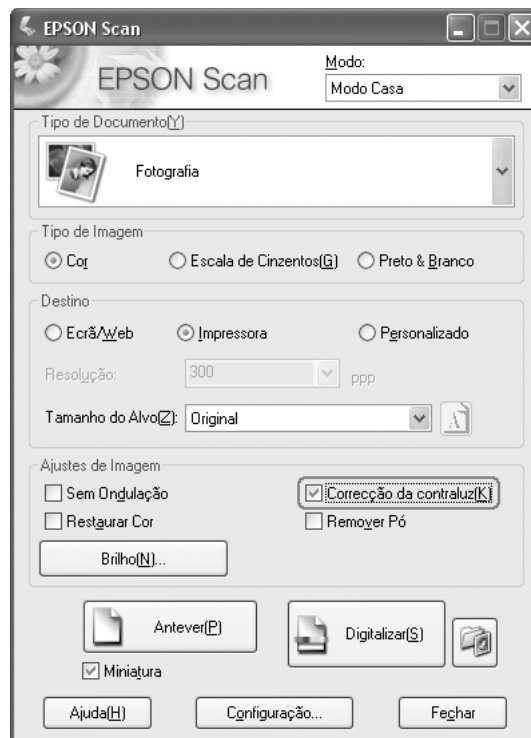 EPSON Scan
EPSON Scan
Modo:
Modo Casa
Tipo de Documento(Y)
Fotografia
Tipo de Imagem
Cor
Escala de Cinzentos(G)
Preto & Branco
Destino
Ecrã/Web
Impressora
Personalizado
Resolução:
300
ppp
Tamanho do Alvo(Z):
Original
Ajustes de Imagem
Sem Ondulação
Correcção da contraluz(K)
Restaurar Cor
Remover Pó
Brilho(N)...
Antever(P)
Digitalizar(S)
Miniatura
Ajuda(H)
Configuração...
Fechar